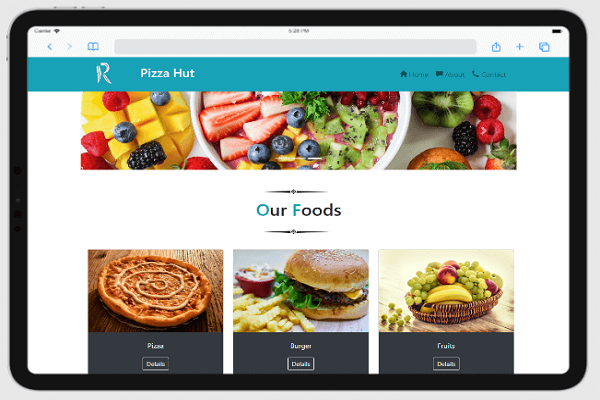 Carrier
5:28 PM
R
Pizza Hut
Home
About
Contact
Our Foods
Pizza
Burger
Fruits
Details
Details
Details